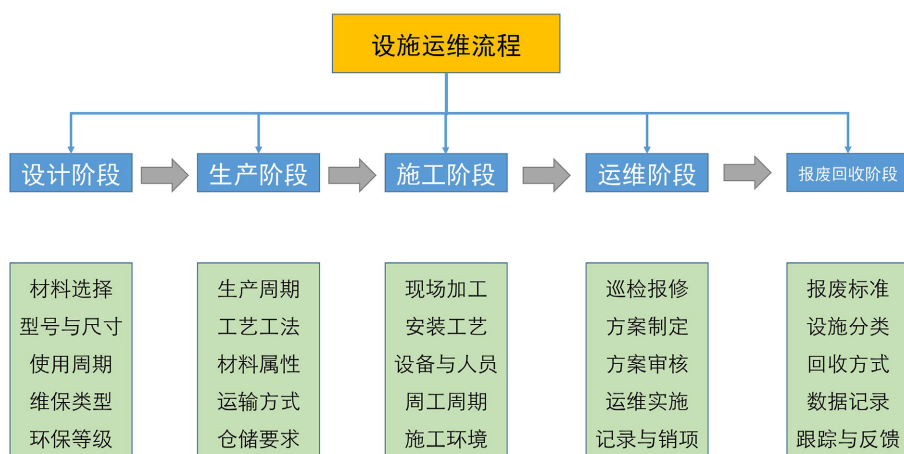 设施运维流程
设计阶段
生产阶段
施工阶段
运维阶段
报废回收阶段
材料选择
型号与尺寸
使用周期
维保类型
环保等级
生产周期
工艺工法
材料属性
运输方式
仓储要求
现场加工
安装工艺
设备与人员
周工周期
施工环境
巡检报修
方案制定
方案审核
运维实施
记录与销项
报废标准
设施分类
回收方式
数据记录
跟踪与反馈